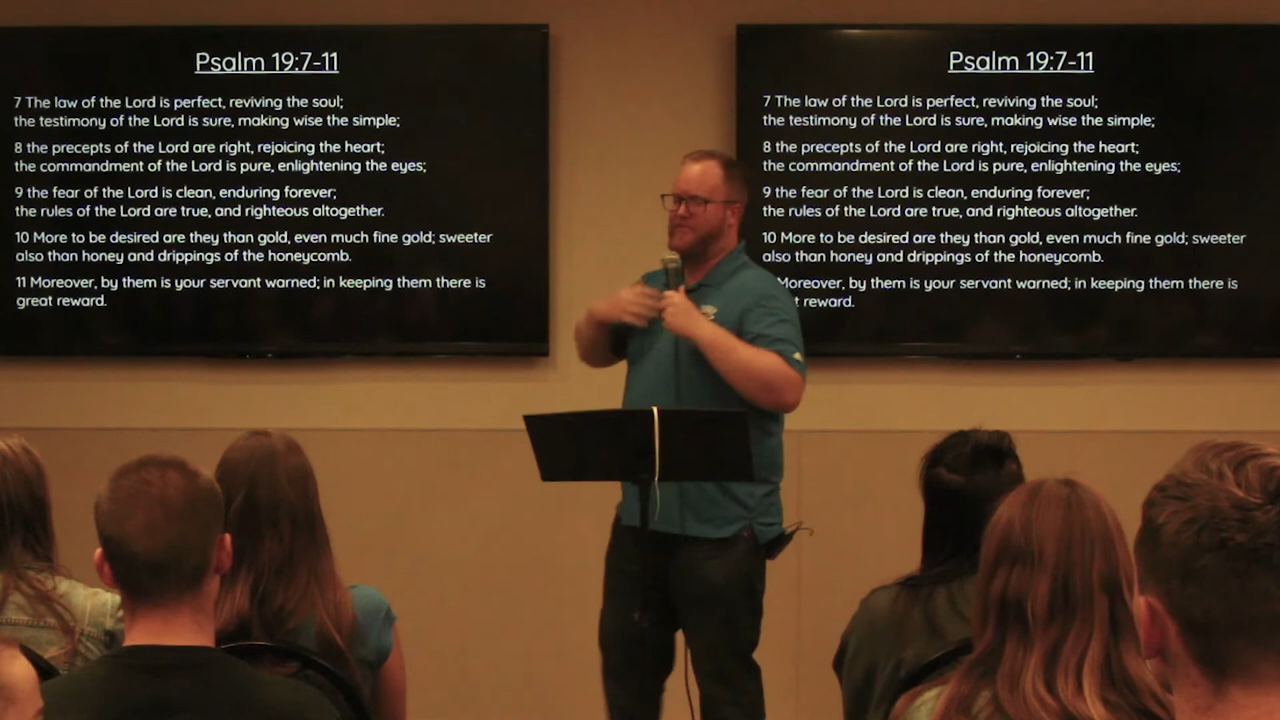 Psalm 19:7-11
7 The law of the Lord is perfect, reviving the soul;
the testimony of the Lord is sure, making wise the simple;
8 the precepts of the Lord are right, rejoicing the heart;
the commandment of the Lord is pure, enlightening the eyes;
9 the fear of the Lord is clean, enduring forever;
the rules of the Lord are true, and righteous altogether.
10 More to be desired are they than gold, even much fine gold; sweeter
also than honey and drippings of the honeycomb.
11 Moreover, by them is your servant warned; in keeping them there is
great reward.
Psalm 19:7-11
7 The law of the Lord is perfect, reviving the soul;
the testimony of the Lord is sure, making wise the simple;
8 the precepts of the Lord are right, rejoicing the heart;
the commandment of the Lord is pure, enlightening the eyes;
9 the fear of the Lord is clean, enduring forever;
the rules of the Lord are true, and righteous altogether.
10 More to be desired are they than gold, even much fine gold; sweeter
also than honey and drippings of the honeycomb.
Moreover, by them is your servant warned; in keeping them there is
reward.